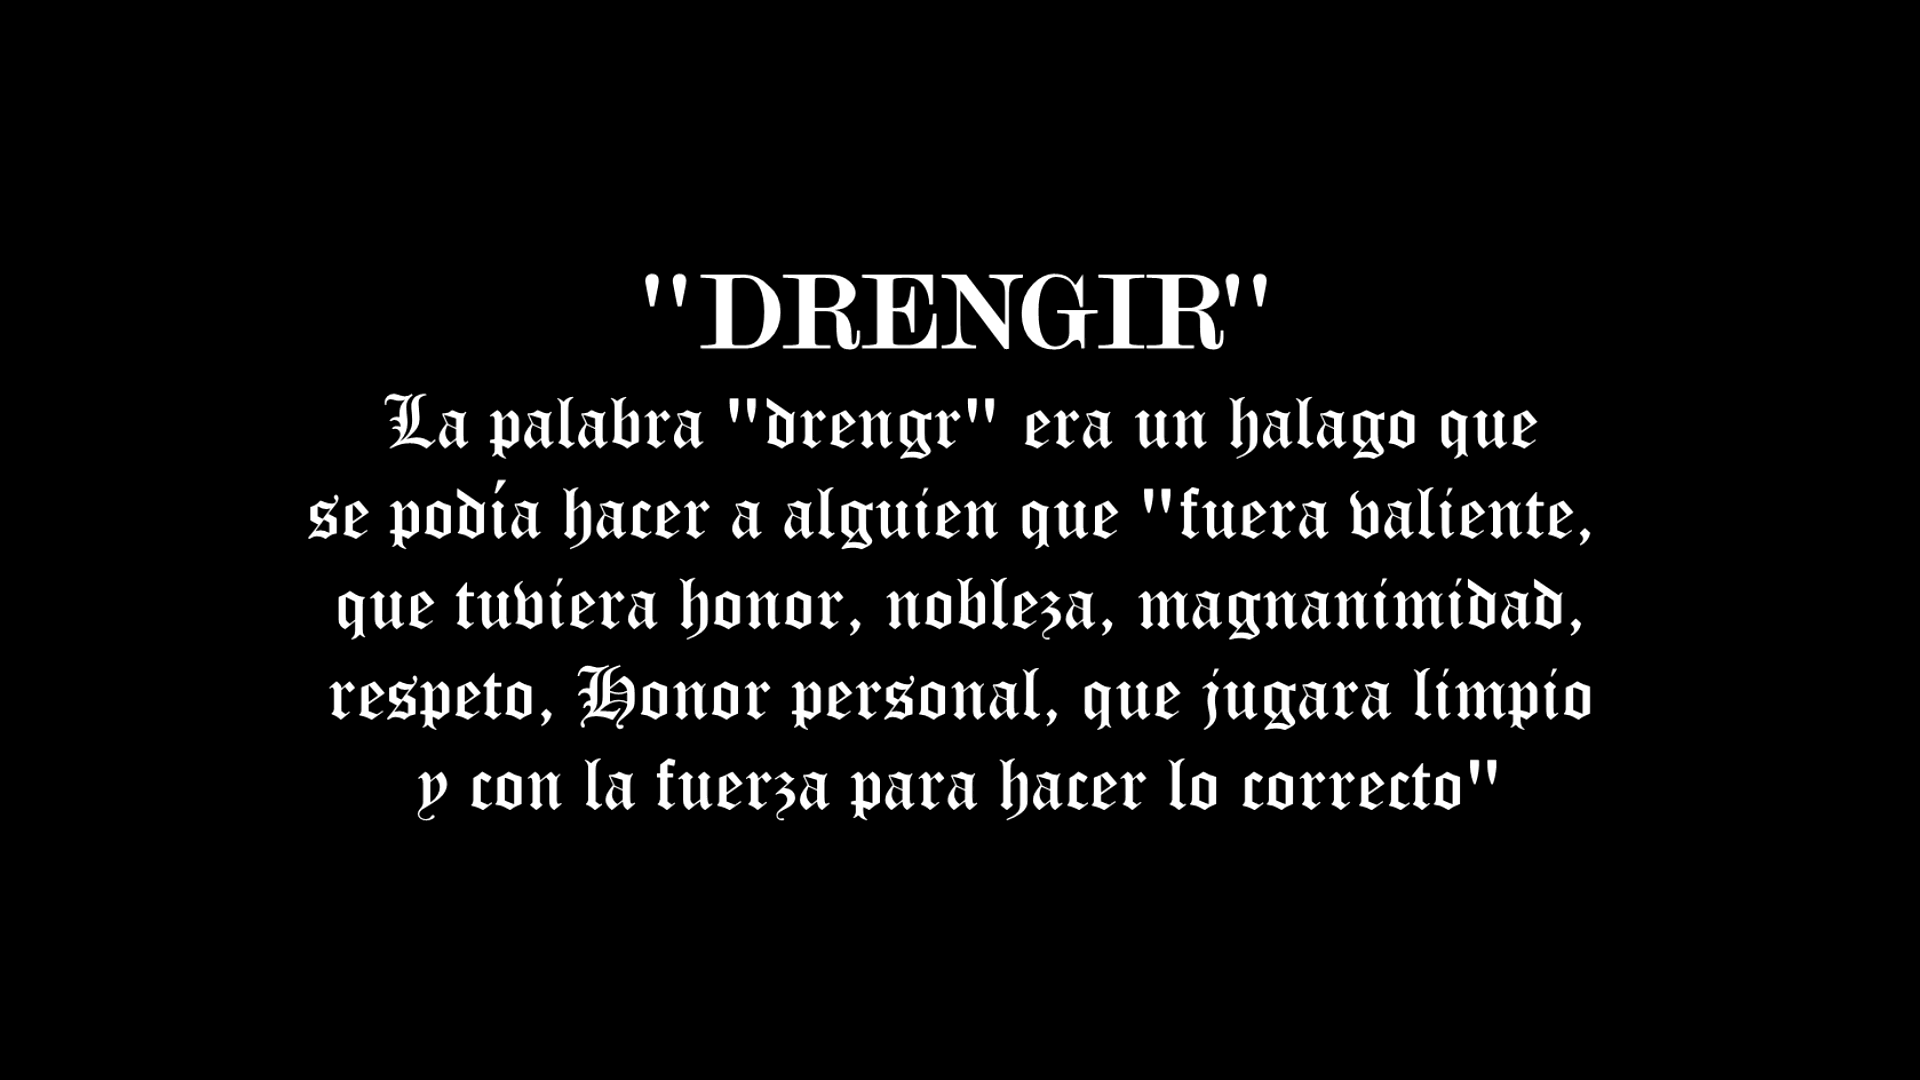 "DRENGIR"
La palabra "drengr" era un halago que
se podía hacer a alguien que "fuera valiente,
que tuviera honor, nobleza, magnanimidad,
respeto, Honor personal, que jugara limpio
y con la fuerza para hacer lo correcto"